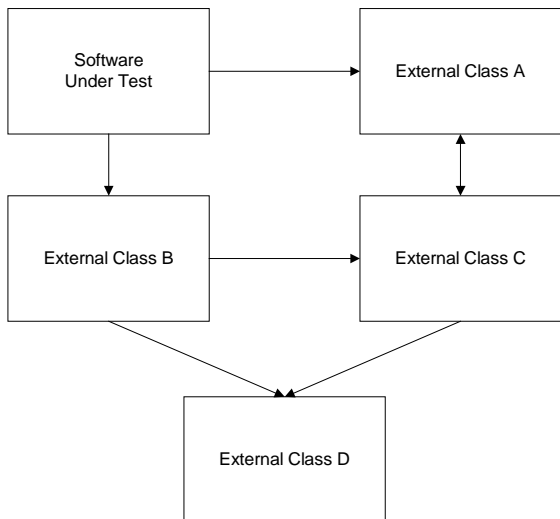 Software
Under Test
External Class A
External Class B
External Class C
External Class D